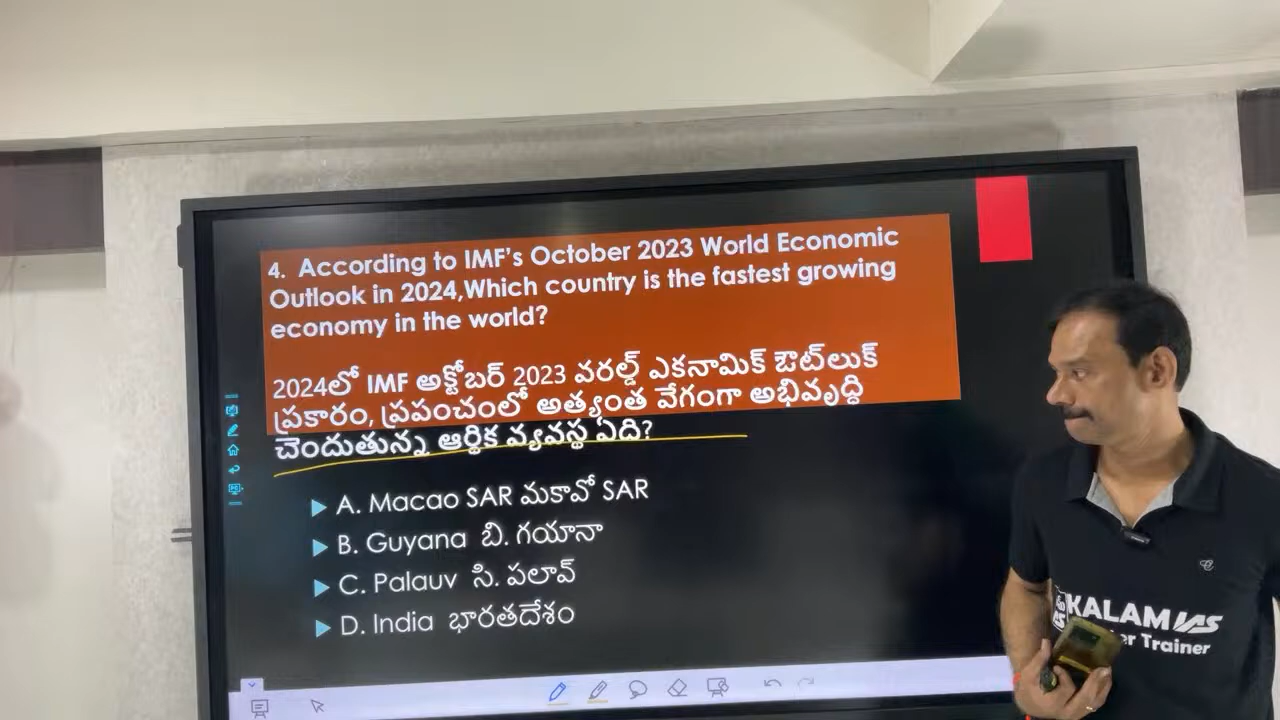 4. According to IMF's October 2023 World Economic
Outlook in 2024,Which country is the fastest growing
economy in the world?
2024లో IMF అక్టోబర్ 2023 వరల్డ్ ఎకనామిక్ ఔట్‌లుక్
ప్రకారం, ప్రపంచంలో అత్యంత వేగంగా అభివృద్ధి
చెందుతున్న ఆర్థిక వ్యవస్థ ఏది?
A. Macao SAR మకావో SAR
B. Guyana బి. గయానా
C. Palauv సి. పలావ్
D. India భారతదేశం
KALAM IAS
er Trainer